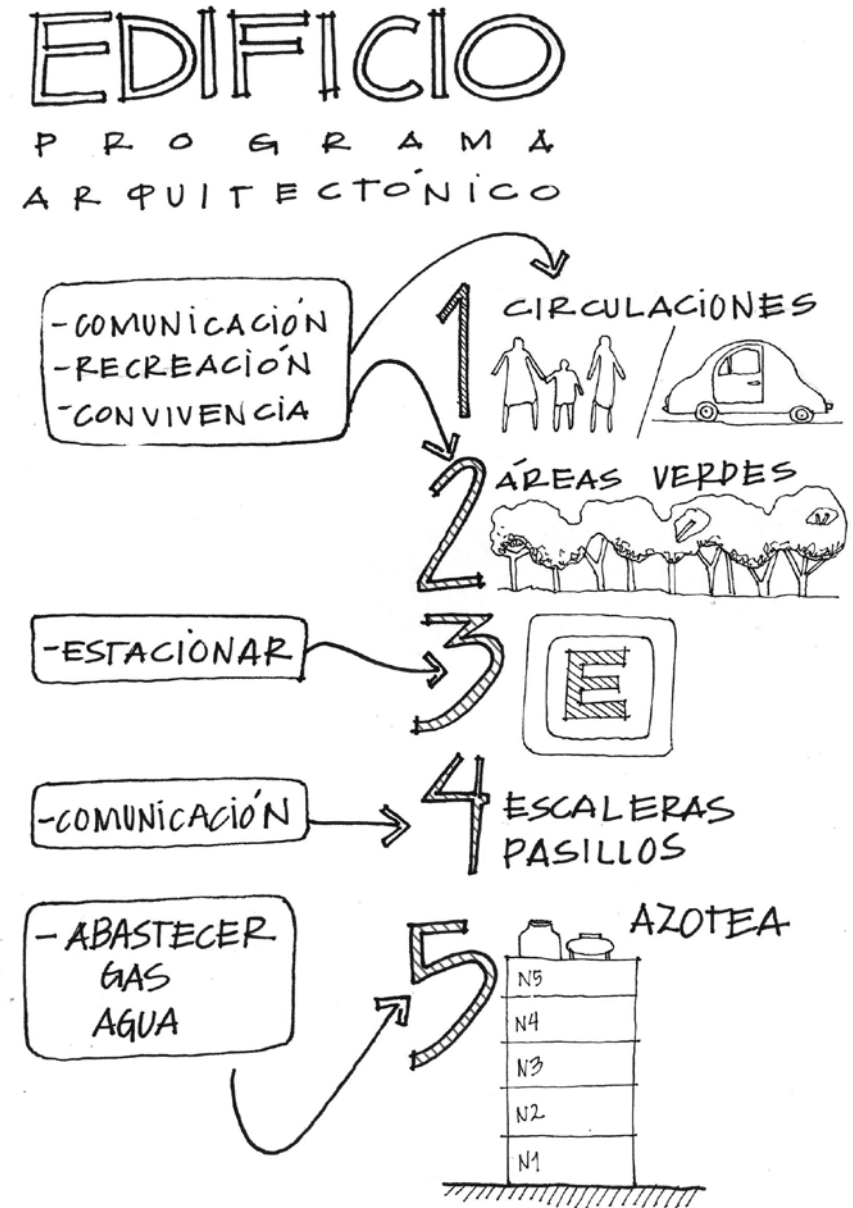 EDIFICIO
PROGRAMA
ARQUITECTÓNICO
-COMUNICACIÓN
-RECREACIÓN
-CONVIVENCIA
1 CIRCULACIONES
2 ÁREAS VERDES
-ESTACIONAR
3 E
-COMUNICACIÓN
4 ESCALERAS
PASILLOS
-ABASTECER
GAS
AGUA
5 AZOTEA
N5
N4
N3
N2
N1